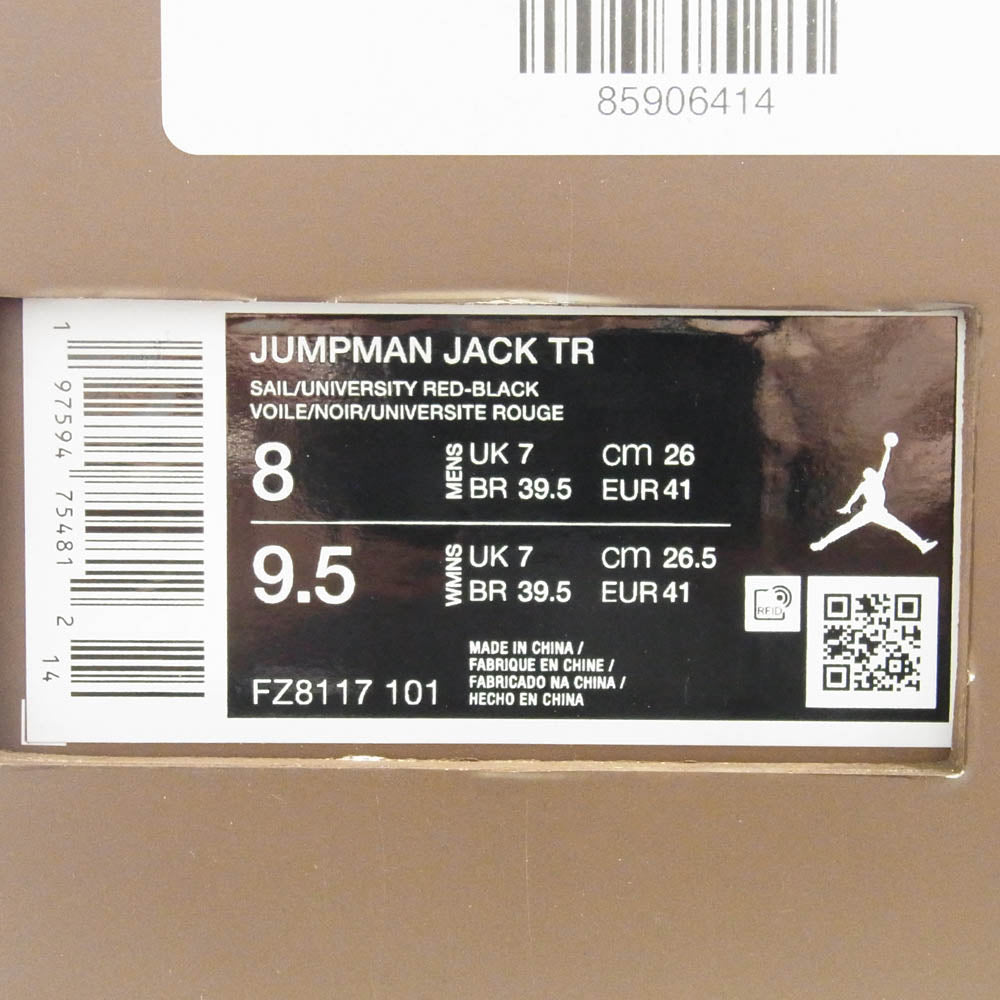 85906414
1 97594 75481 2 14
JUMPMAN JACK TR
SAIL/UNIVERSITY RED-BLACK
VOILE/NOIR/UNIVERSITE ROUGE
8 MENS UK 7 cm 26
BR 39.5 EUR 41
9.5 WMNS UK 7 cm 26.5
BR 39.5 EUR 41
RFID
MADE IN CHINA /
FABRIQUE EN CHINE /
FABRICADO NA CHINA /
HECHO EN CHINA
FZ8117 101